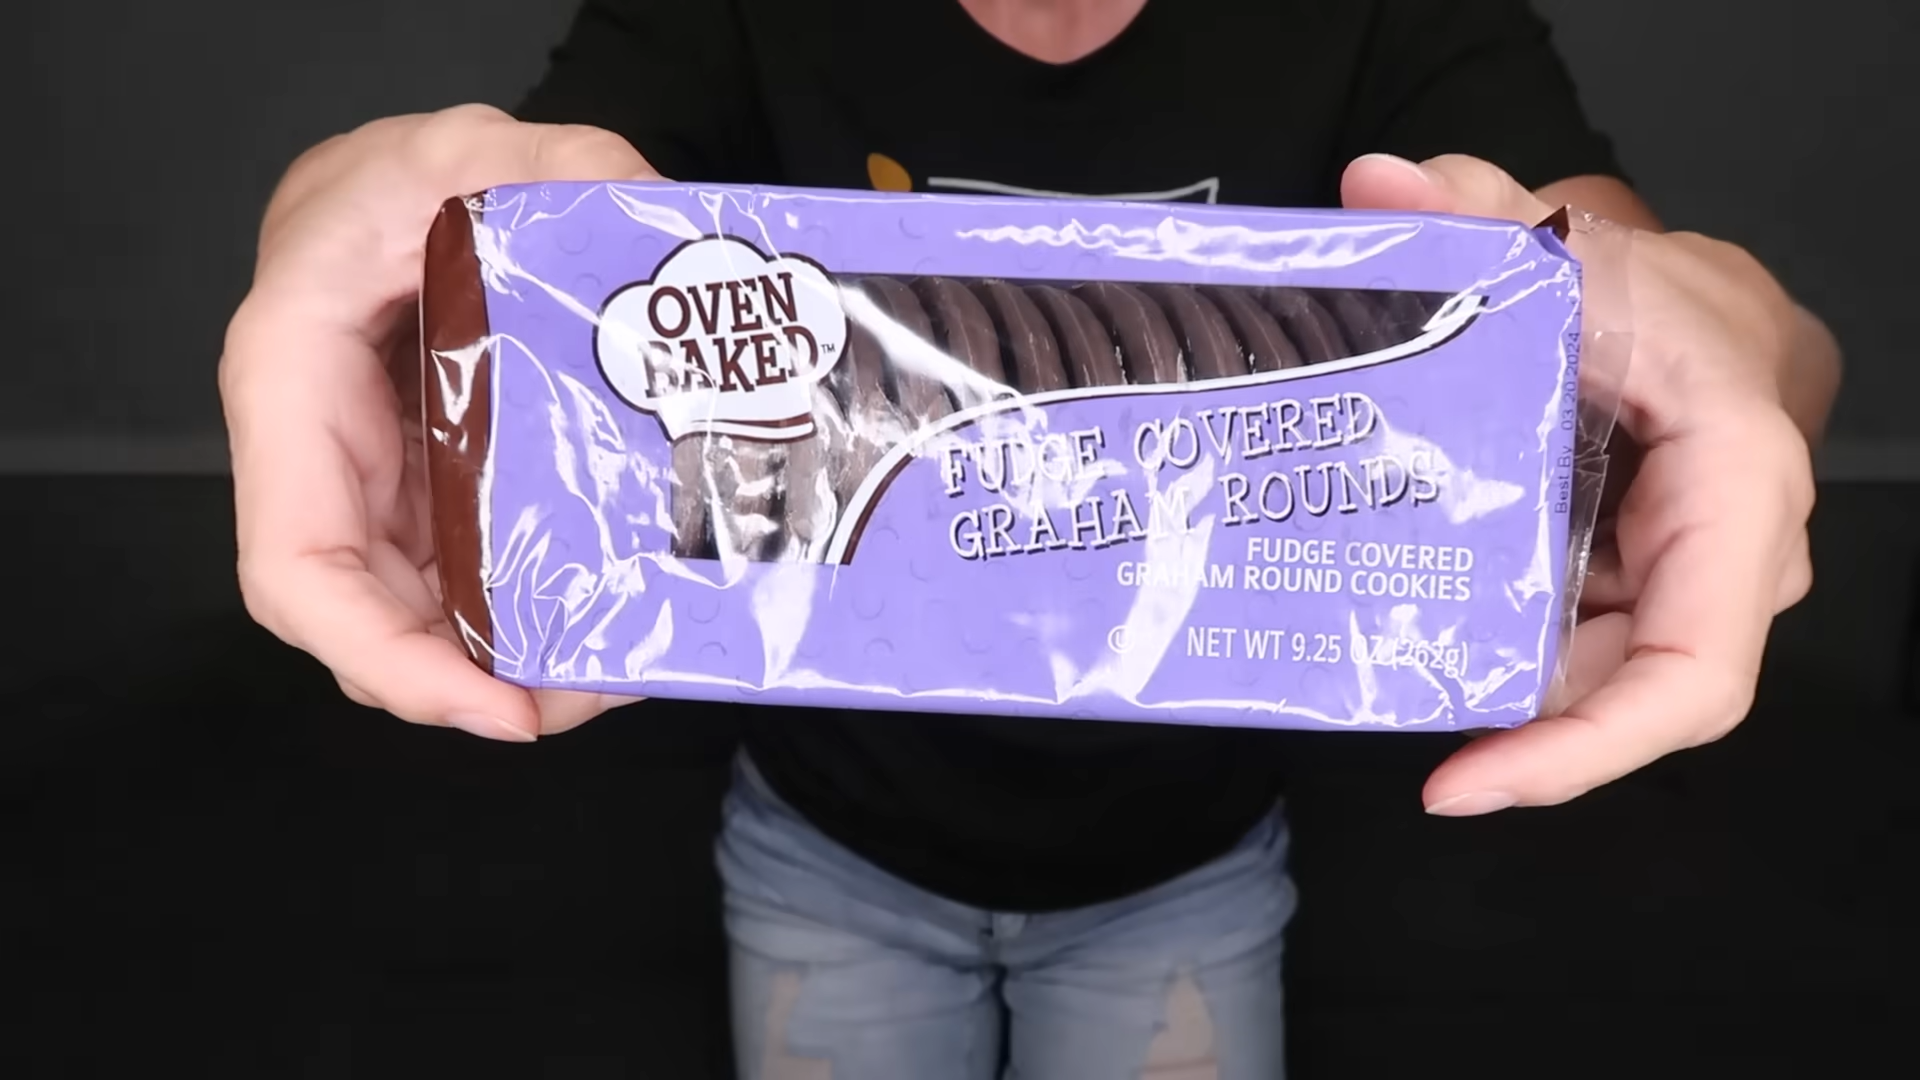 OVEN
BAKED™
FUDGE COVERED
GRAHAM ROUNDS
FUDGE COVERED
GRAHAM ROUND COOKIES
U
NET WT 9.25 OZ (262g)
Best By 03 20 2024